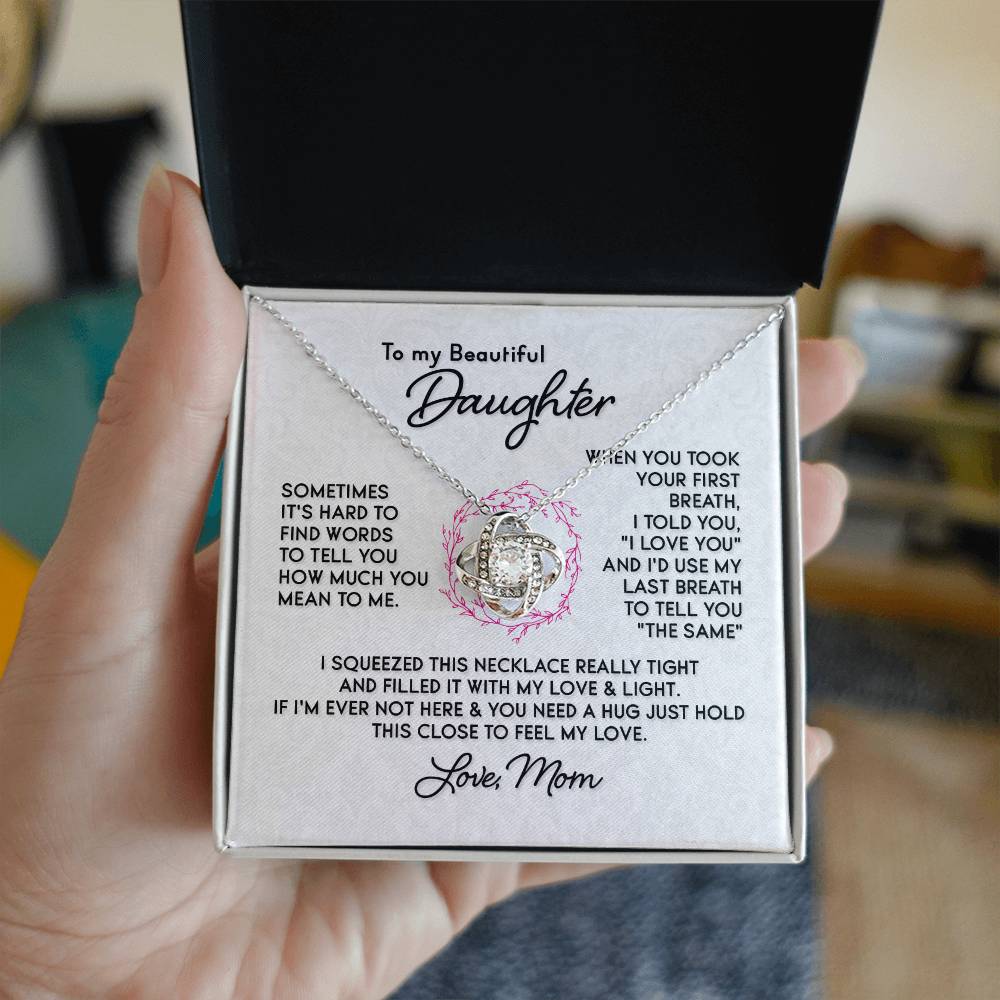 To my Beautiful
Daughter
SOMETIMES
IT'S HARD TO
FIND WORDS
TO TELL YOU
HOW MUCH YOU
MEAN TO ME.
WHEN YOU TOOK
YOUR FIRST
BREATH,
I TOLD YOU,
"I LOVE YOU"
AND I'D USE MY
LAST BREATH
TO TELL YOU
"THE SAME"
I SQUEEZED THIS NECKLACE REALLY TIGHT
AND FILLED IT WITH MY LOVE & LIGHT.
IF I'M EVER NOT HERE & YOU NEED A HUG JUST HOLD
THIS CLOSE TO FEEL MY LOVE.
Love, Mom